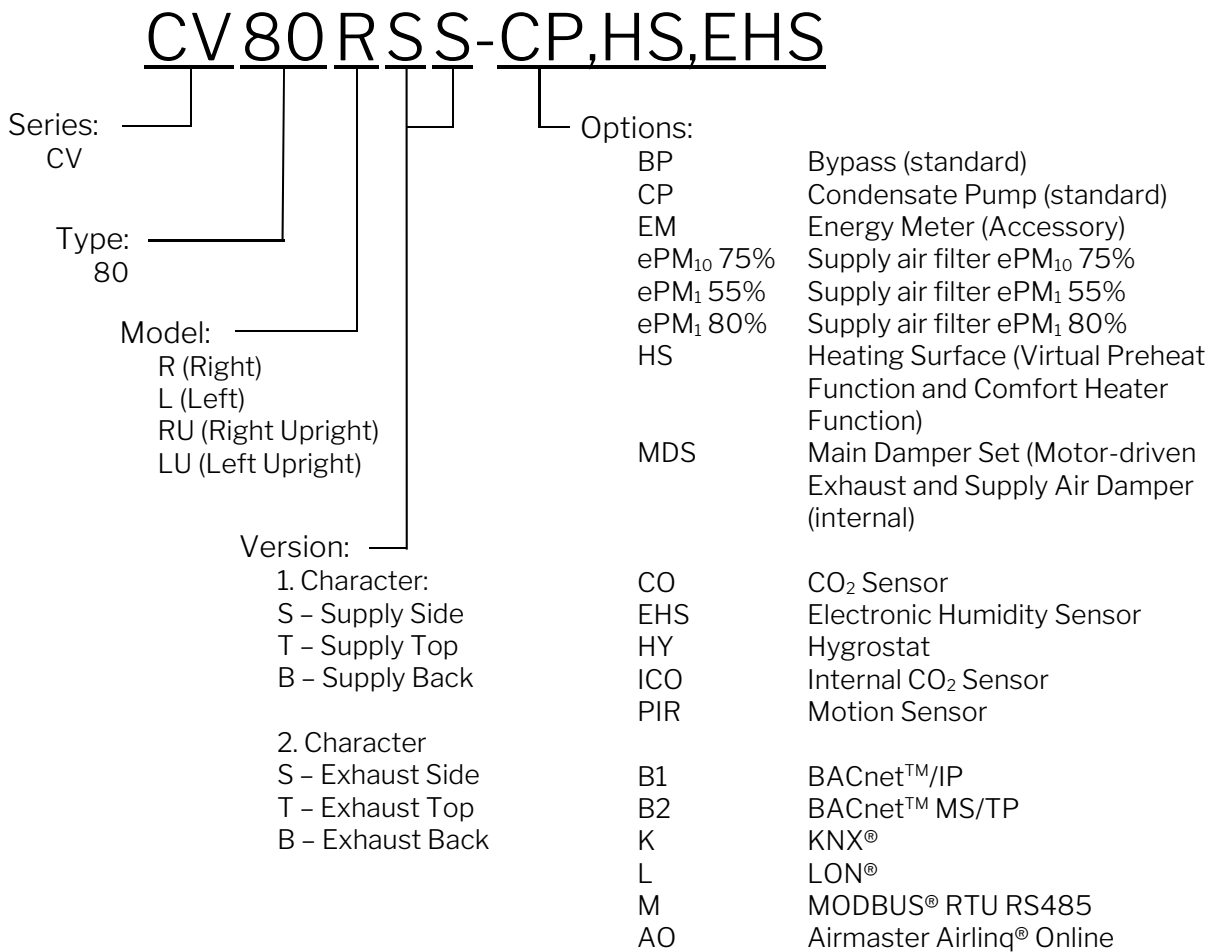 CV80RSS-CP,HS,EHS
Series:
CV
Type:
80
Model:
R (Right)
L (Left)
RU (Right Upright)
LU (Left Upright)
Version:
1. Character:
S – Supply Side
T – Supply Top
B – Supply Back
2. Character
S – Exhaust Side
T – Exhaust Top
B – Exhaust Back
Options:
BP Bypass (standard)
CP Condensate Pump (standard)
EM Energy Meter (Accessory)
ePM₁₀ 75% Supply air filter ePM₁₀ 75%
ePM₁ 55% Supply air filter ePM₁ 55%
ePM₁ 80% Supply air filter ePM₁ 80%
HS Heating Surface (Virtual Preheat
Function and Comfort Heater
Function)
MDS Main Damper Set (Motor-driven
Exhaust and Supply Air Damper
(internal)
CO CO₂ Sensor
EHS Electronic Humidity Sensor
HY Hygrostat
ICO Internal CO₂ Sensor
PIR Motion Sensor
B1 BACnet™/IP
B2 BACnet™ MS/TP
K KNX®
L LON®
M MODBUS® RTU RS485
AO Airmaster Airlinq® Online